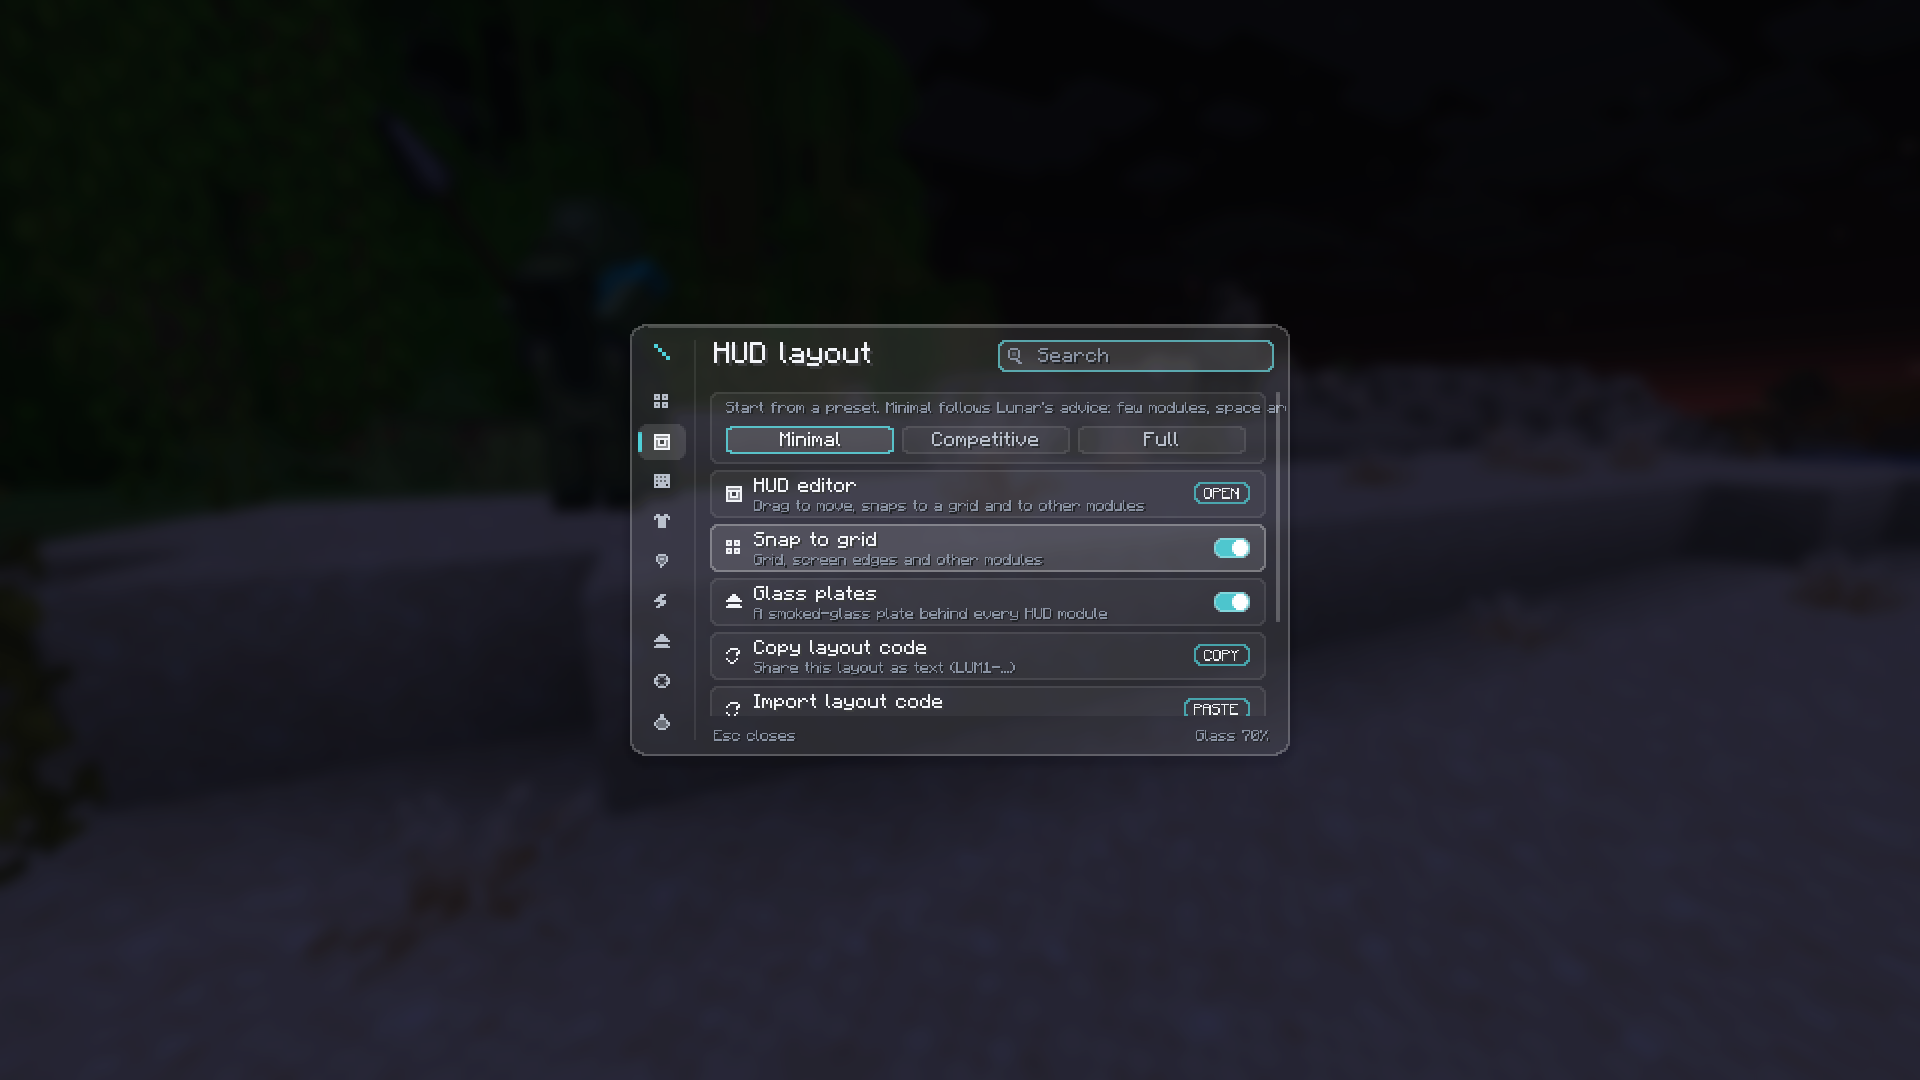 HUD layout
Search
Start from a preset. Minimal follows Lunar's advice: few modules, space
Minimal
Competitive
Full
HUD editor
Drag to move, snaps to a grid and to other modules
OPEN
Snap to grid
Grid, screen edges and other modules
Glass plates
A smoked-glass plate behind every HUD module
Copy layout code
Share this layout as text (LUM1-...)
COPY
Import layout code
PASTE
Esc closes
Glass 70%